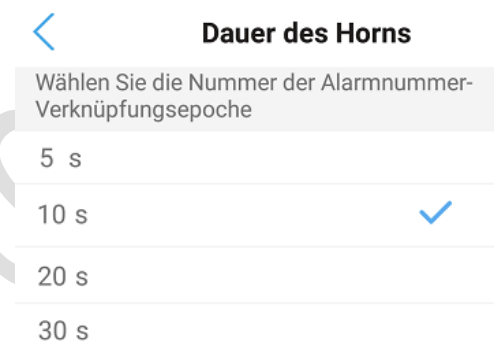 Dauer des Horns
Wählen Sie die Nummer der Alarmnummer-
Verknüpfungsepoche
5 s
10 s
20 s
30 s